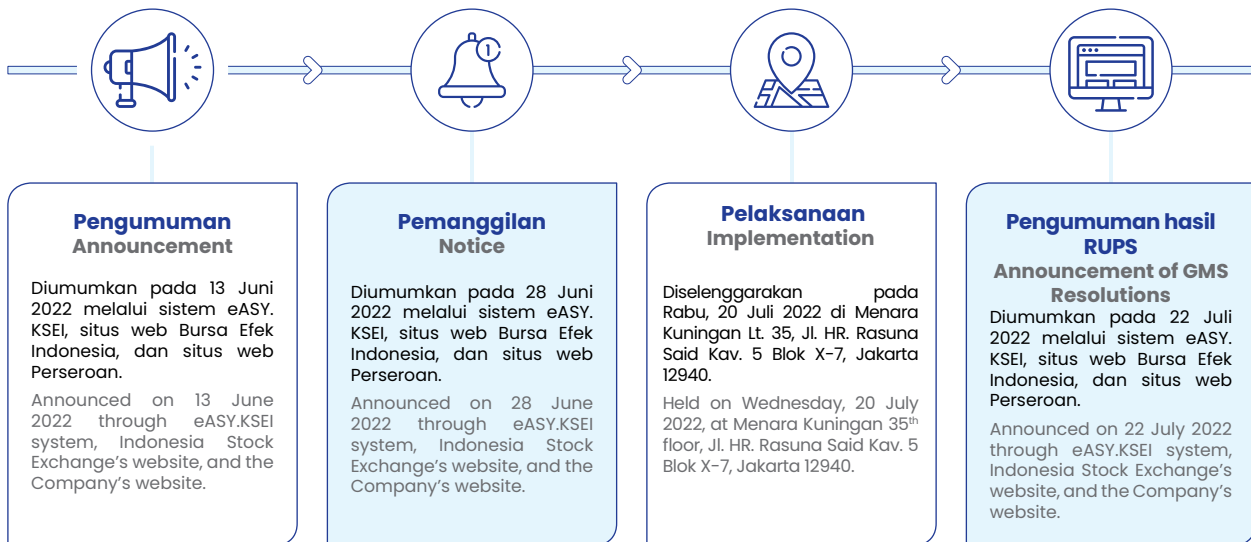 1
Pengumuman
Announcement
Diumumkan pada 13 Juni
2022 melalui sistem eASY.
KSEI, situs web Bursa Efek
Indonesia, dan situs web
Perseroan.
Announced on 13 June
2022 through eASY.KSEI
system, Indonesia Stock
Exchange's website, and the
Company's website.
Pemanggilan
Notice
Diumumkan pada 28 Juni
2022 melalui sistem eASY.
KSEI, situs web Bursa Efek
Indonesia, dan situs web
Perseroan.
Announced on 28 June
2022 through eASY.KSEI
system, Indonesia Stock
Exchange's website, and the
Company's website.
Pelaksanaan
Implementation
Diselenggarakan pada
Rabu, 20 Juli 2022 di Menara
Kuningan Lt. 35, Jl. HR. Rasuna
Said Kav. 5 Blok X-7, Jakarta
12940.
Held on Wednesday, 20 July
2022, at Menara Kuningan 35th
floor, Jl. HR. Rasuna Said Kav. 5
Blok X-7, Jakarta 12940.
Pengumuman hasil
RUPS
Announcement of GMS
Resolutions
Diumumkan pada 22 Juli
2022 melalui sistem eASY.
KSEI, situs web Bursa Efek
Indonesia, dan situs web
Perseroan.
Announced on 22 July 2022
through eASY.KSEI system,
Indonesia Stock Exchange's
website, and the Company's
website.